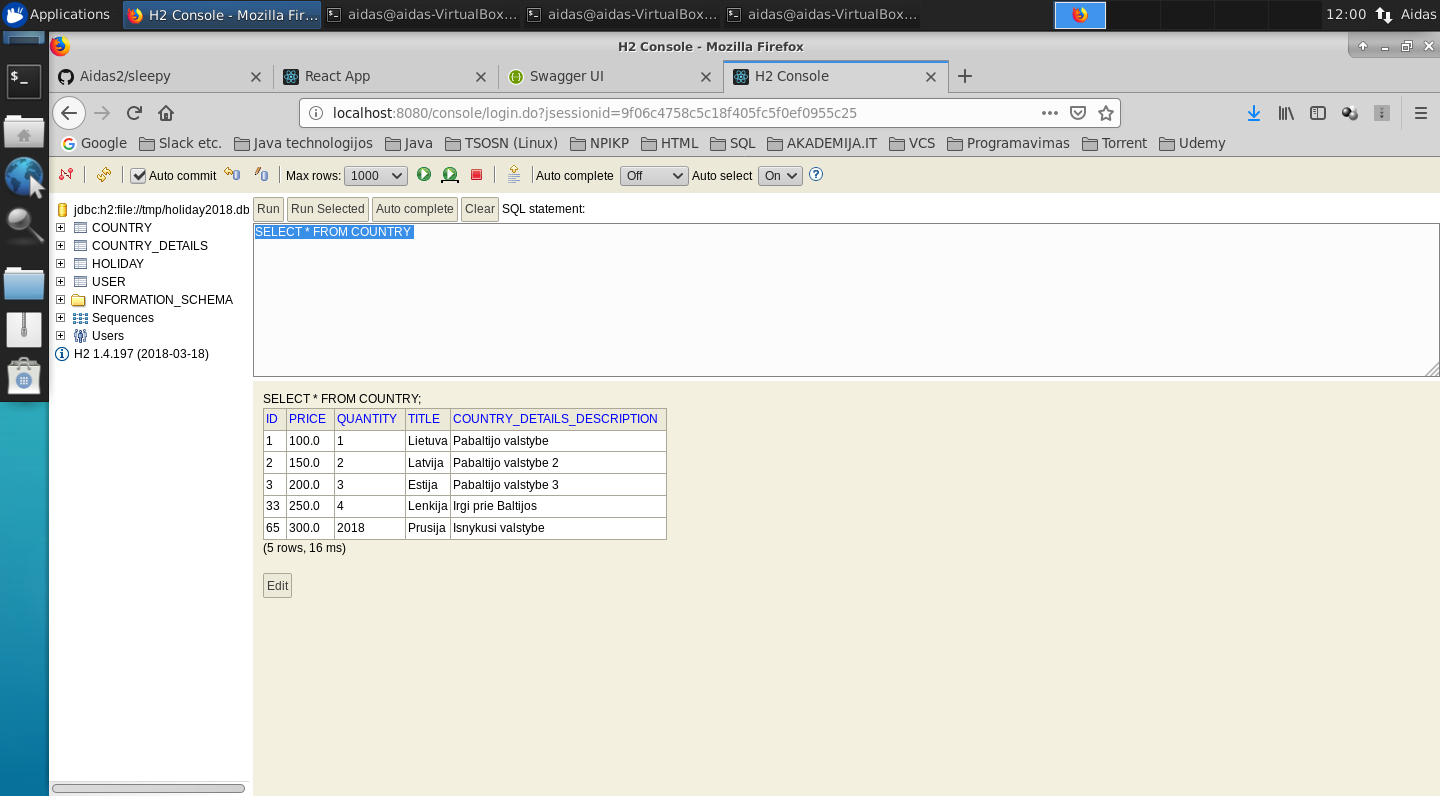 Applications H2 Console - Mozilla Fir... aidas@aidas-VirtualBox... aidas@aidas-VirtualBox... aidas@aidas-VirtualBox... 12:00 Aidas
H2 Console - Mozilla Firefox
Aidas2/sleepy React App Swagger UI H2 Console
localhost:8080/console/login.do?jsessionid=9f06c4758c5c18f405fc5f0ef0955c25
Google Slack etc. Java technologijos Java TSOSN (Linux) NPIKP HTML SQL AKADEMIJA.IT VCS Programavimas Torrent Udemy
Auto commit Max rows: 1000 Auto complete Off Auto select On
jdbc:h2:file://tmp/holiday2018.db
COUNTRY
COUNTRY_DETAILS
HOLIDAY
USER
INFORMATION_SCHEMA
Sequences
Users
H2 1.4.197 (2018-03-18)
Run Run Selected Auto complete Clear SQL statement:
SELECT * FROM COUNTRY
SELECT * FROM COUNTRY;
ID PRICE QUANTITY TITLE COUNTRY_DETAILS_DESCRIPTION
1 100.0 1 Lietuva Pabaltijo valstybe
2 150.0 2 Latvija Pabaltijo valstybe 2
3 200.0 3 Estija Pabaltijo valstybe 3
33 250.0 4 Lenkija Irgi prie Baltijos
65 300.0 2018 Prusija Isnykusi valstybe
(5 rows, 16 ms)
Edit